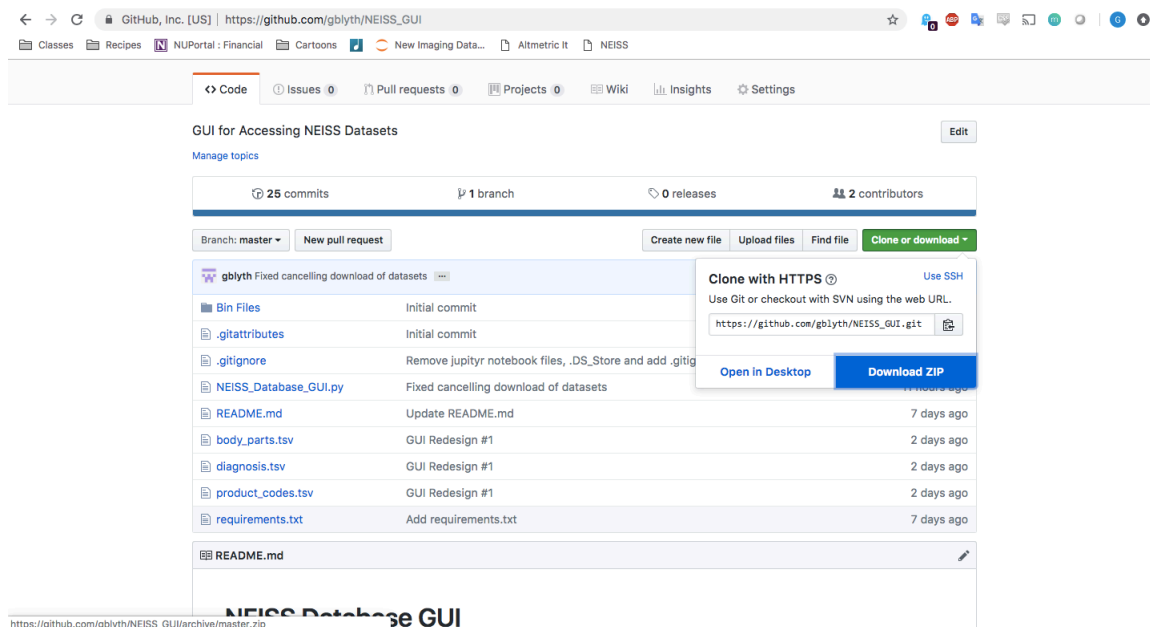 GitHub, Inc. [US] | https://github.com/gblyth/NEISS_GUI
0 ABP G
Classes Recipes N NUPortal : Financial Cartoons New Imaging Data... Altmetric It NEISS
<> Code Issues 0 Pull requests 0 Projects 0 Wiki Insights Settings
GUI for Accessing NEISS Datasets Edit
Manage topics
25 commits 1 branch 0 releases 2 contributors
Branch: master New pull request Create new file Upload files Find file Clone or download
gblyth Fixed cancelling download of datasets ...
Clone with HTTPS ? Use SSH
Use Git or checkout with SVN using the web URL.
https://github.com/gblyth/NEISS_GUI.git
Open in Desktop Download ZIP
Bin Files Initial commit
.gitattributes Initial commit
.gitignore Remove jupityr notebook files, .DS_Store and add .gitig
NEISS_Database_GUI.py Fixed cancelling download of datasets 11 hours ago
README.md Update README.md 7 days ago
body_parts.tsv GUI Redesign #1 2 days ago
diagnosis.tsv GUI Redesign #1 2 days ago
product_codes.tsv GUI Redesign #1 2 days ago
requirements.txt Add requirements.txt 7 days ago
README.md
NEISS Database GUI
https://github.com/gblyth/NEISS_GUI/archive/master.zip